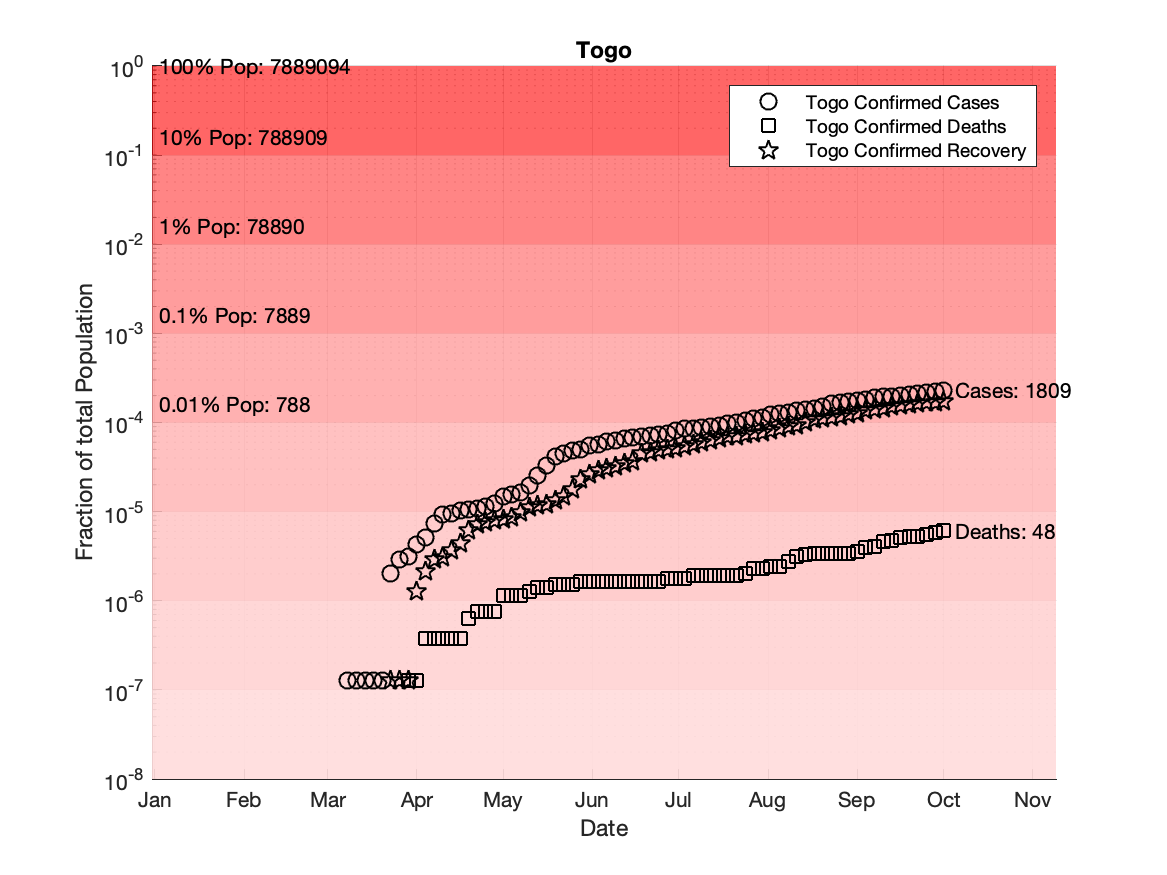 Togo
10^0
100% Pop: 7889094
Togo Confirmed Cases
Togo Confirmed Deaths
Togo Confirmed Recovery
10% Pop: 788909
10^-1
1% Pop: 78890
10^-2
0.1% Pop: 7889
10^-3
Cases: 1809
0.01% Pop: 788
10^-4
10^-5
Deaths: 48
10^-6
10^-7
10^-8
Fraction of total Population
Jan Feb Mar Apr May Jun Jul Aug Sep Oct Nov
Date